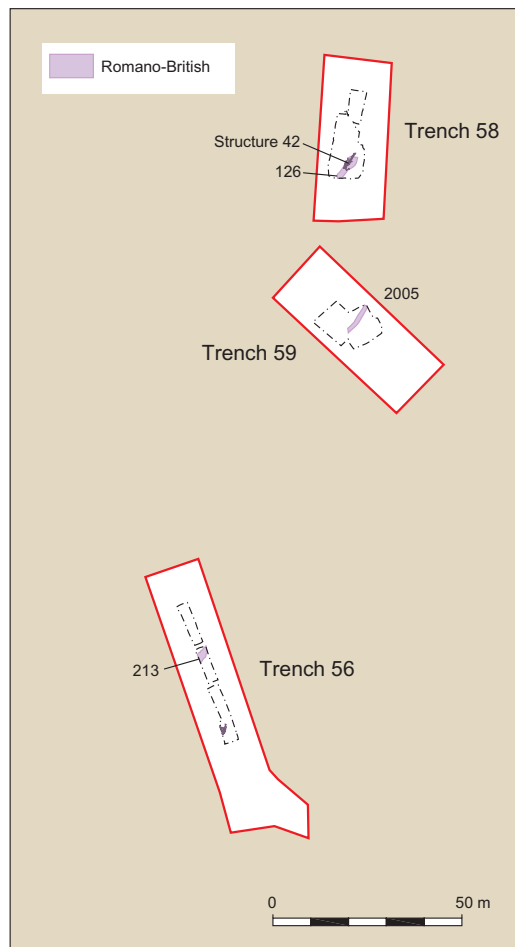 Romano-British
Trench 58
Structure 42
126
2005
Trench 59
Trench 56
213
0
50 m